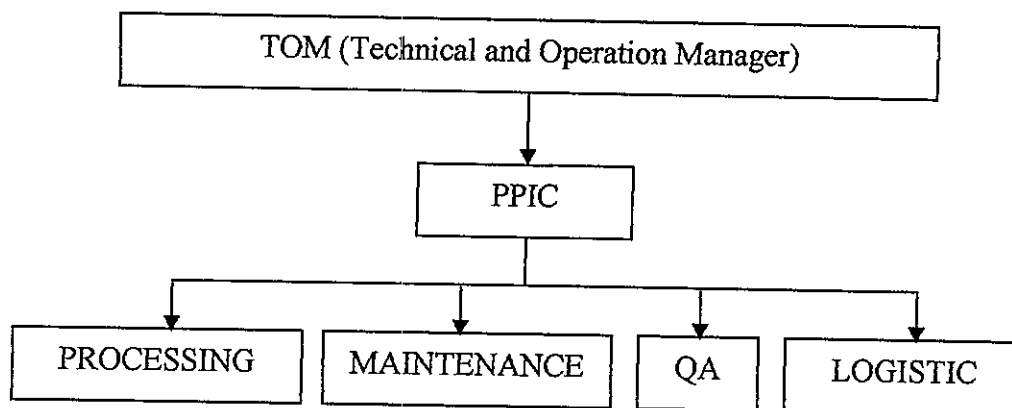 TOM (Technical and Operation Manager)
PPIC
PROCESSING
MAINTENANCE
QA
LOGISTIC